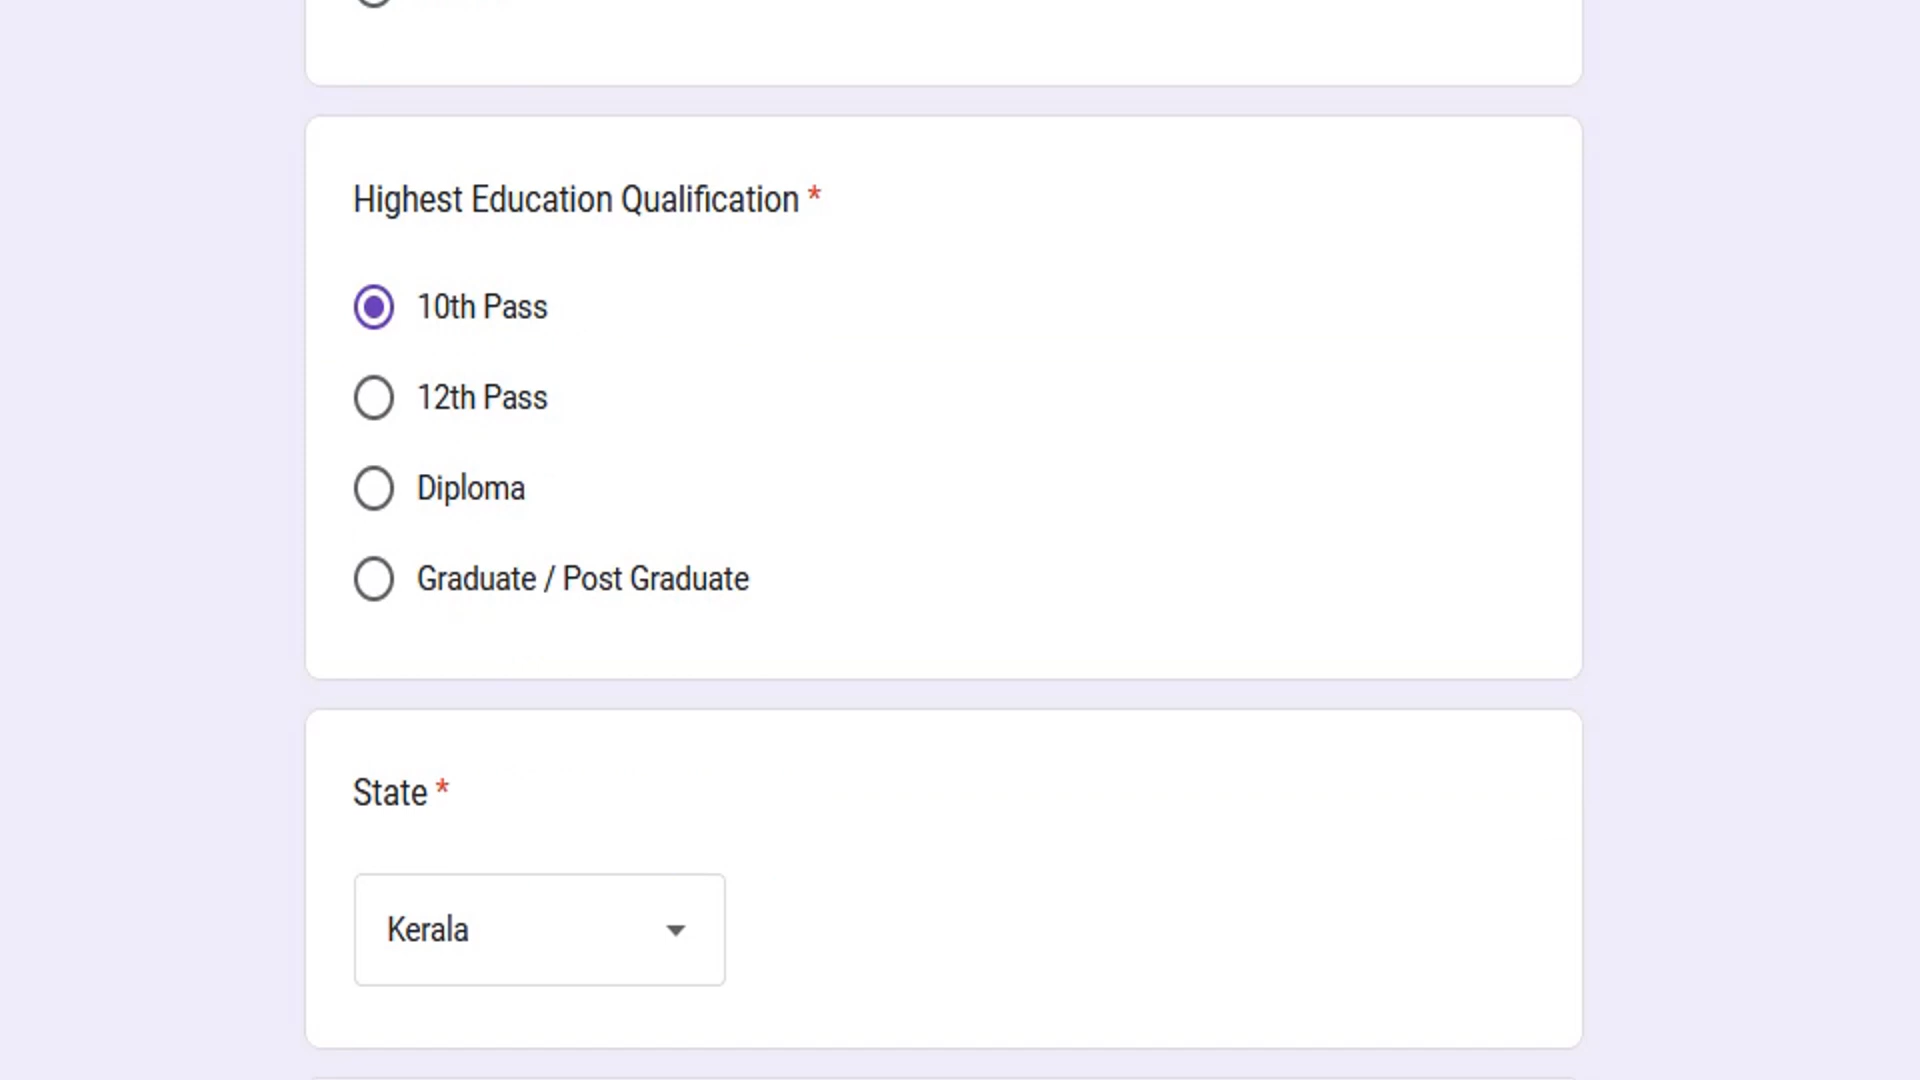 Highest Education Qualification *
10th Pass
12th Pass
Diploma
Graduate / Post Graduate
State *
Kerala